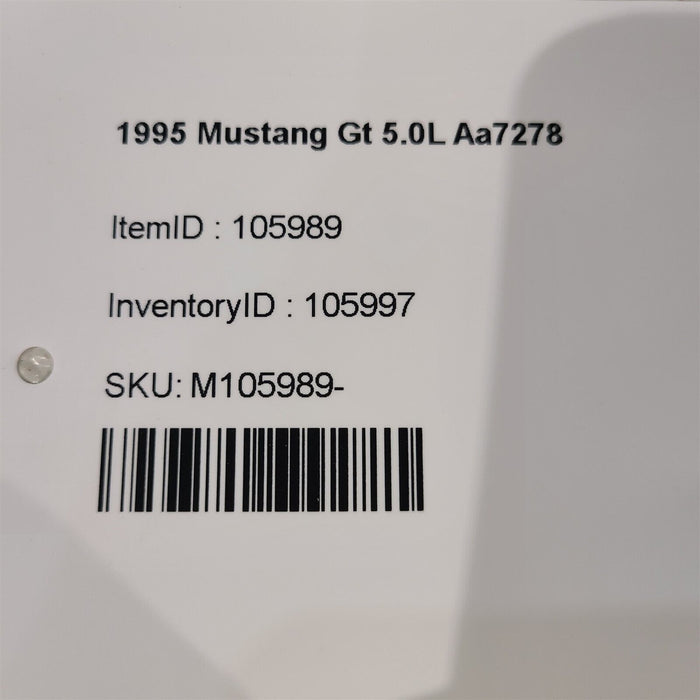 1995 Mustang Gt 5.0L Aa7278
ItemID : 105989
InventoryID : 105997
SKU: M105989-